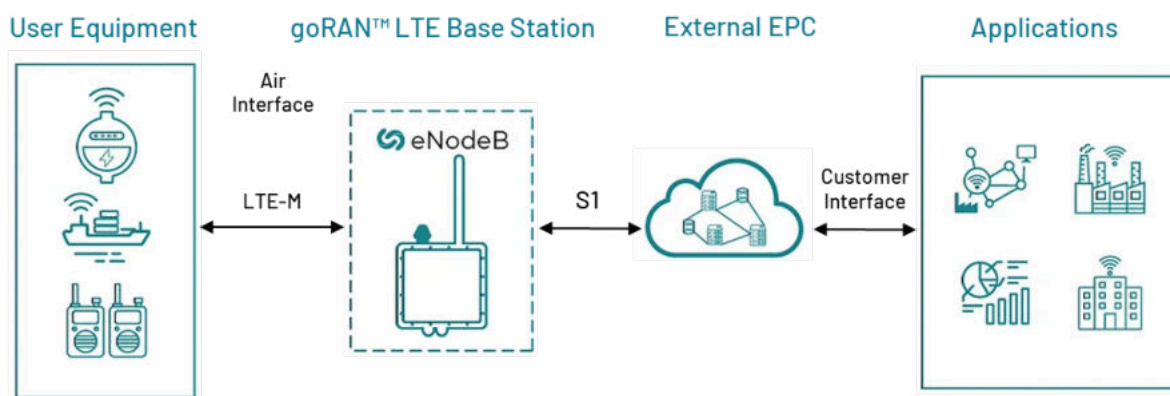 User Equipment
goRAN™ LTE Base Station
External EPC
Applications
Air
Interface
eNodeB
LTE-M
S1
Customer
Interface